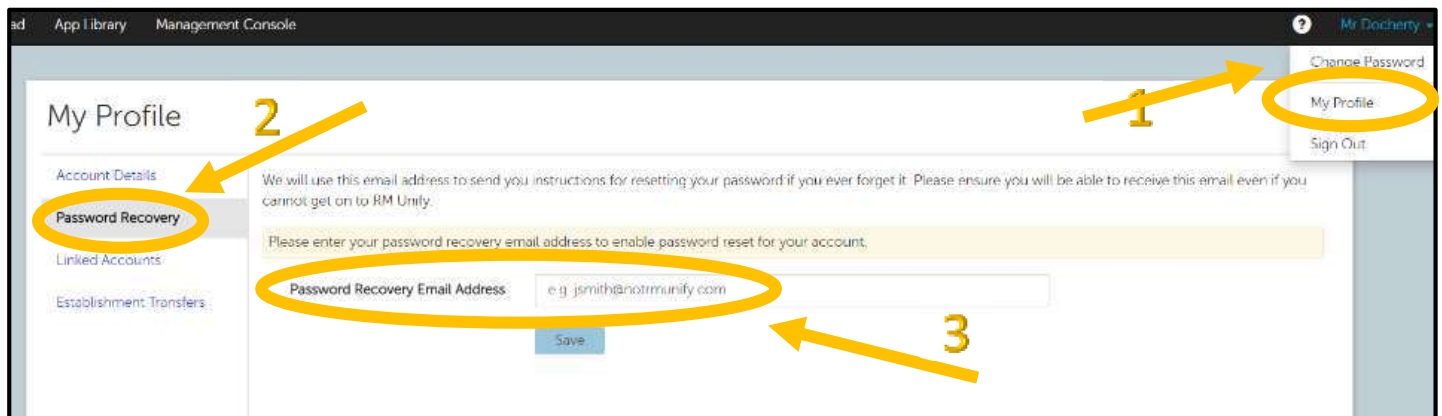 ad App Library Management Console ? Mr Docherty
Change Password
My Profile
Sign Out
1
My Profile
2
Account Details
Password Recovery
Linked Accounts
Establishment Transfers
We will use this email address to send you instructions for resetting your password if you ever forget it. Please ensure you will be able to receive this email even if you
cannot get on to RM Unify.
Please enter your password recovery email address to enable password reset for your account.
Password Recovery Email Address e.g. jsmith@notrmunify.com
Save
3